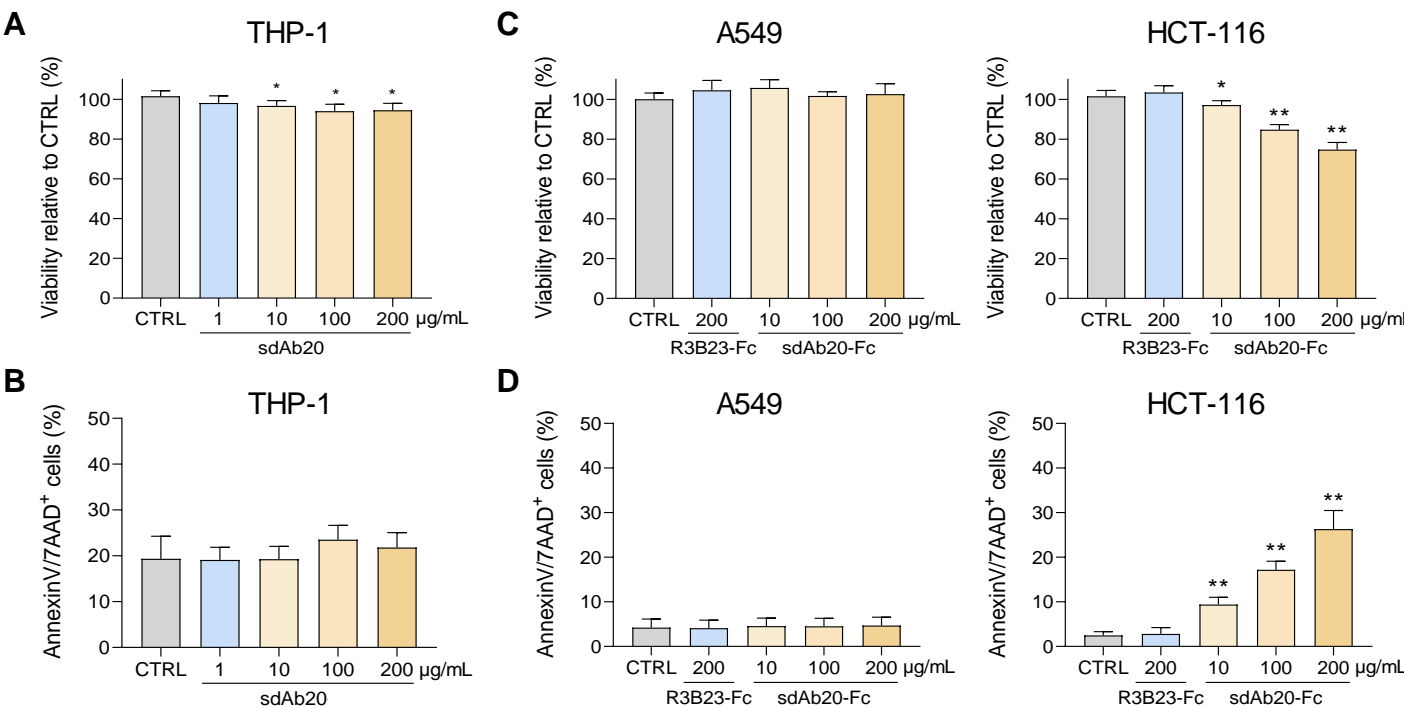 A
THP-1
Viability relative to CTRL (%)
100
80
60
40
20
0
* * *
CTRL 1 10 100 200 µg/mL
sdAb20
C
A549
Viability relative to CTRL (%)
100
80
60
40
20
0
CTRL 200 10 100 200 µg/mL
R3B23-Fc sdAb20-Fc
HCT-116
Viability relative to CTRL (%)
100
80
60
40
20
0
* ** **
CTRL 200 10 100 200 µg/mL
R3B23-Fc sdAb20-Fc
B
THP-1
AnnexinV/7AAD⁺ cells (%)
50
40
30
20
10
0
CTRL 1 10 100 200 µg/mL
sdAb20
D
A549
AnnexinV/7AAD⁺ cells (%)
50
40
30
20
10
0
CTRL 200 10 100 200 µg/mL
R3B23-Fc sdAb20-Fc
HCT-116
AnnexinV/7AAD⁺ cells (%)
50
40
30
20
10
0
** ** **
CTRL 200 10 100 200 µg/mL
R3B23-Fc sdAb20-Fc